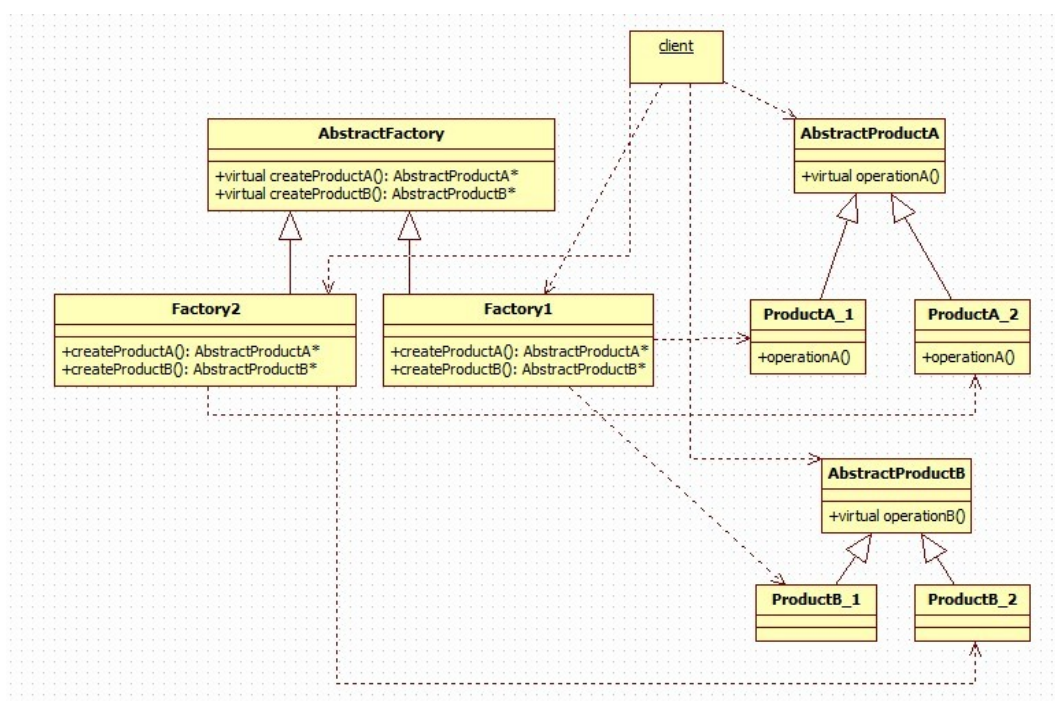 client
AbstractFactory
+virtual createProductA(): AbstractProductA*
+virtual createProductB(): AbstractProductB*
AbstractProductA
+virtual operationA()
Factory2
+createProductA(): AbstractProductA*
+createProductB(): AbstractProductB*
Factory1
+createProductA(): AbstractProductA*
+createProductB(): AbstractProductB*
ProductA_1
+operationA()
ProductA_2
+operationA()
AbstractProductB
+virtual operationB()
ProductB_1
ProductB_2